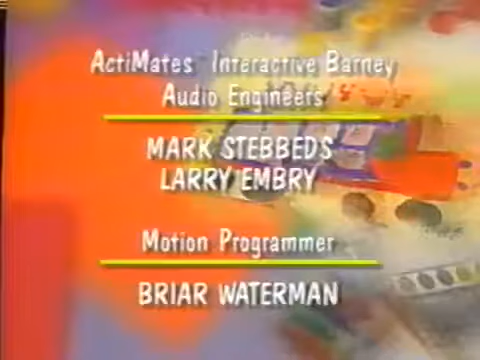 ActiMates Interactive Barney
Audio Engineers
MARK STEBBEDS
LARRY EMBRY
Motion Programmer
BRIAR WATERMAN